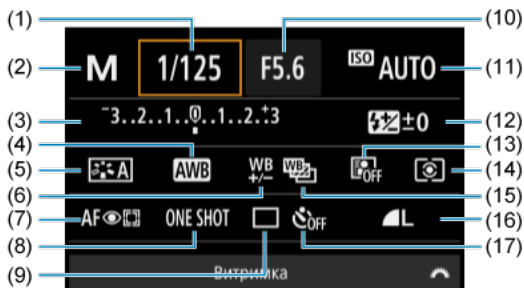 (1) (10)
(2) M 1/125 F5.6 ISO AUTO (11)
(3) -3..2..1..0..1..2..+3 ±0 (12)
(4) (13)
(5) A AWB WB +/- WB OFF (14)
(6) (15)
(7) AF ONE SHOT OFF L (16)
(8) (17)
(9)
Витримка